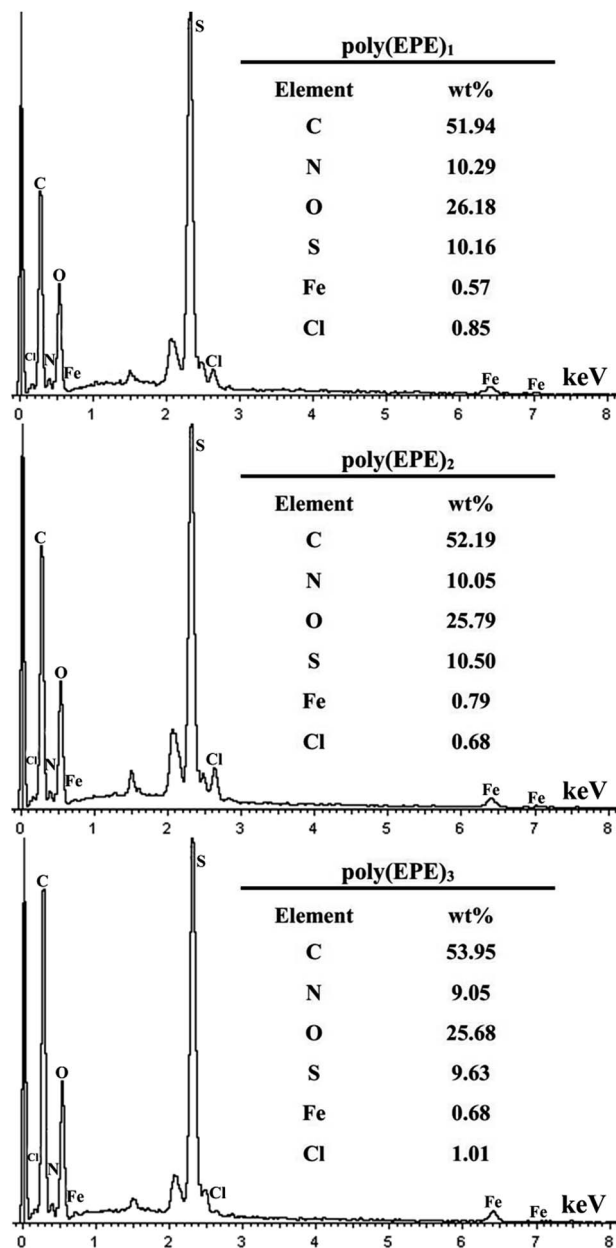 S
poly(EPE)₁
Element wt%
C 51.94
N 10.29
O 26.18
S 10.16
Fe 0.57
Cl 0.85
C
O
Cl
N
Fe
Cl
Fe
Fe
keV
0 1 2 3 4 5 6 7 8
S
poly(EPE)₂
Element wt%
C 52.19
N 10.05
O 25.79
S 10.50
Fe 0.79
Cl 0.68
C
O
Cl
N
Fe
Cl
Fe
Fe
keV
0 1 2 3 4 5 6 7 8
S
poly(EPE)₃
Element wt%
C 53.95
N 9.05
O 25.68
S 9.63
Fe 0.68
Cl 1.01
C
O
Cl
N
Fe
Cl
Fe
Fe
keV
0 1 2 3 4 5 6 7 8